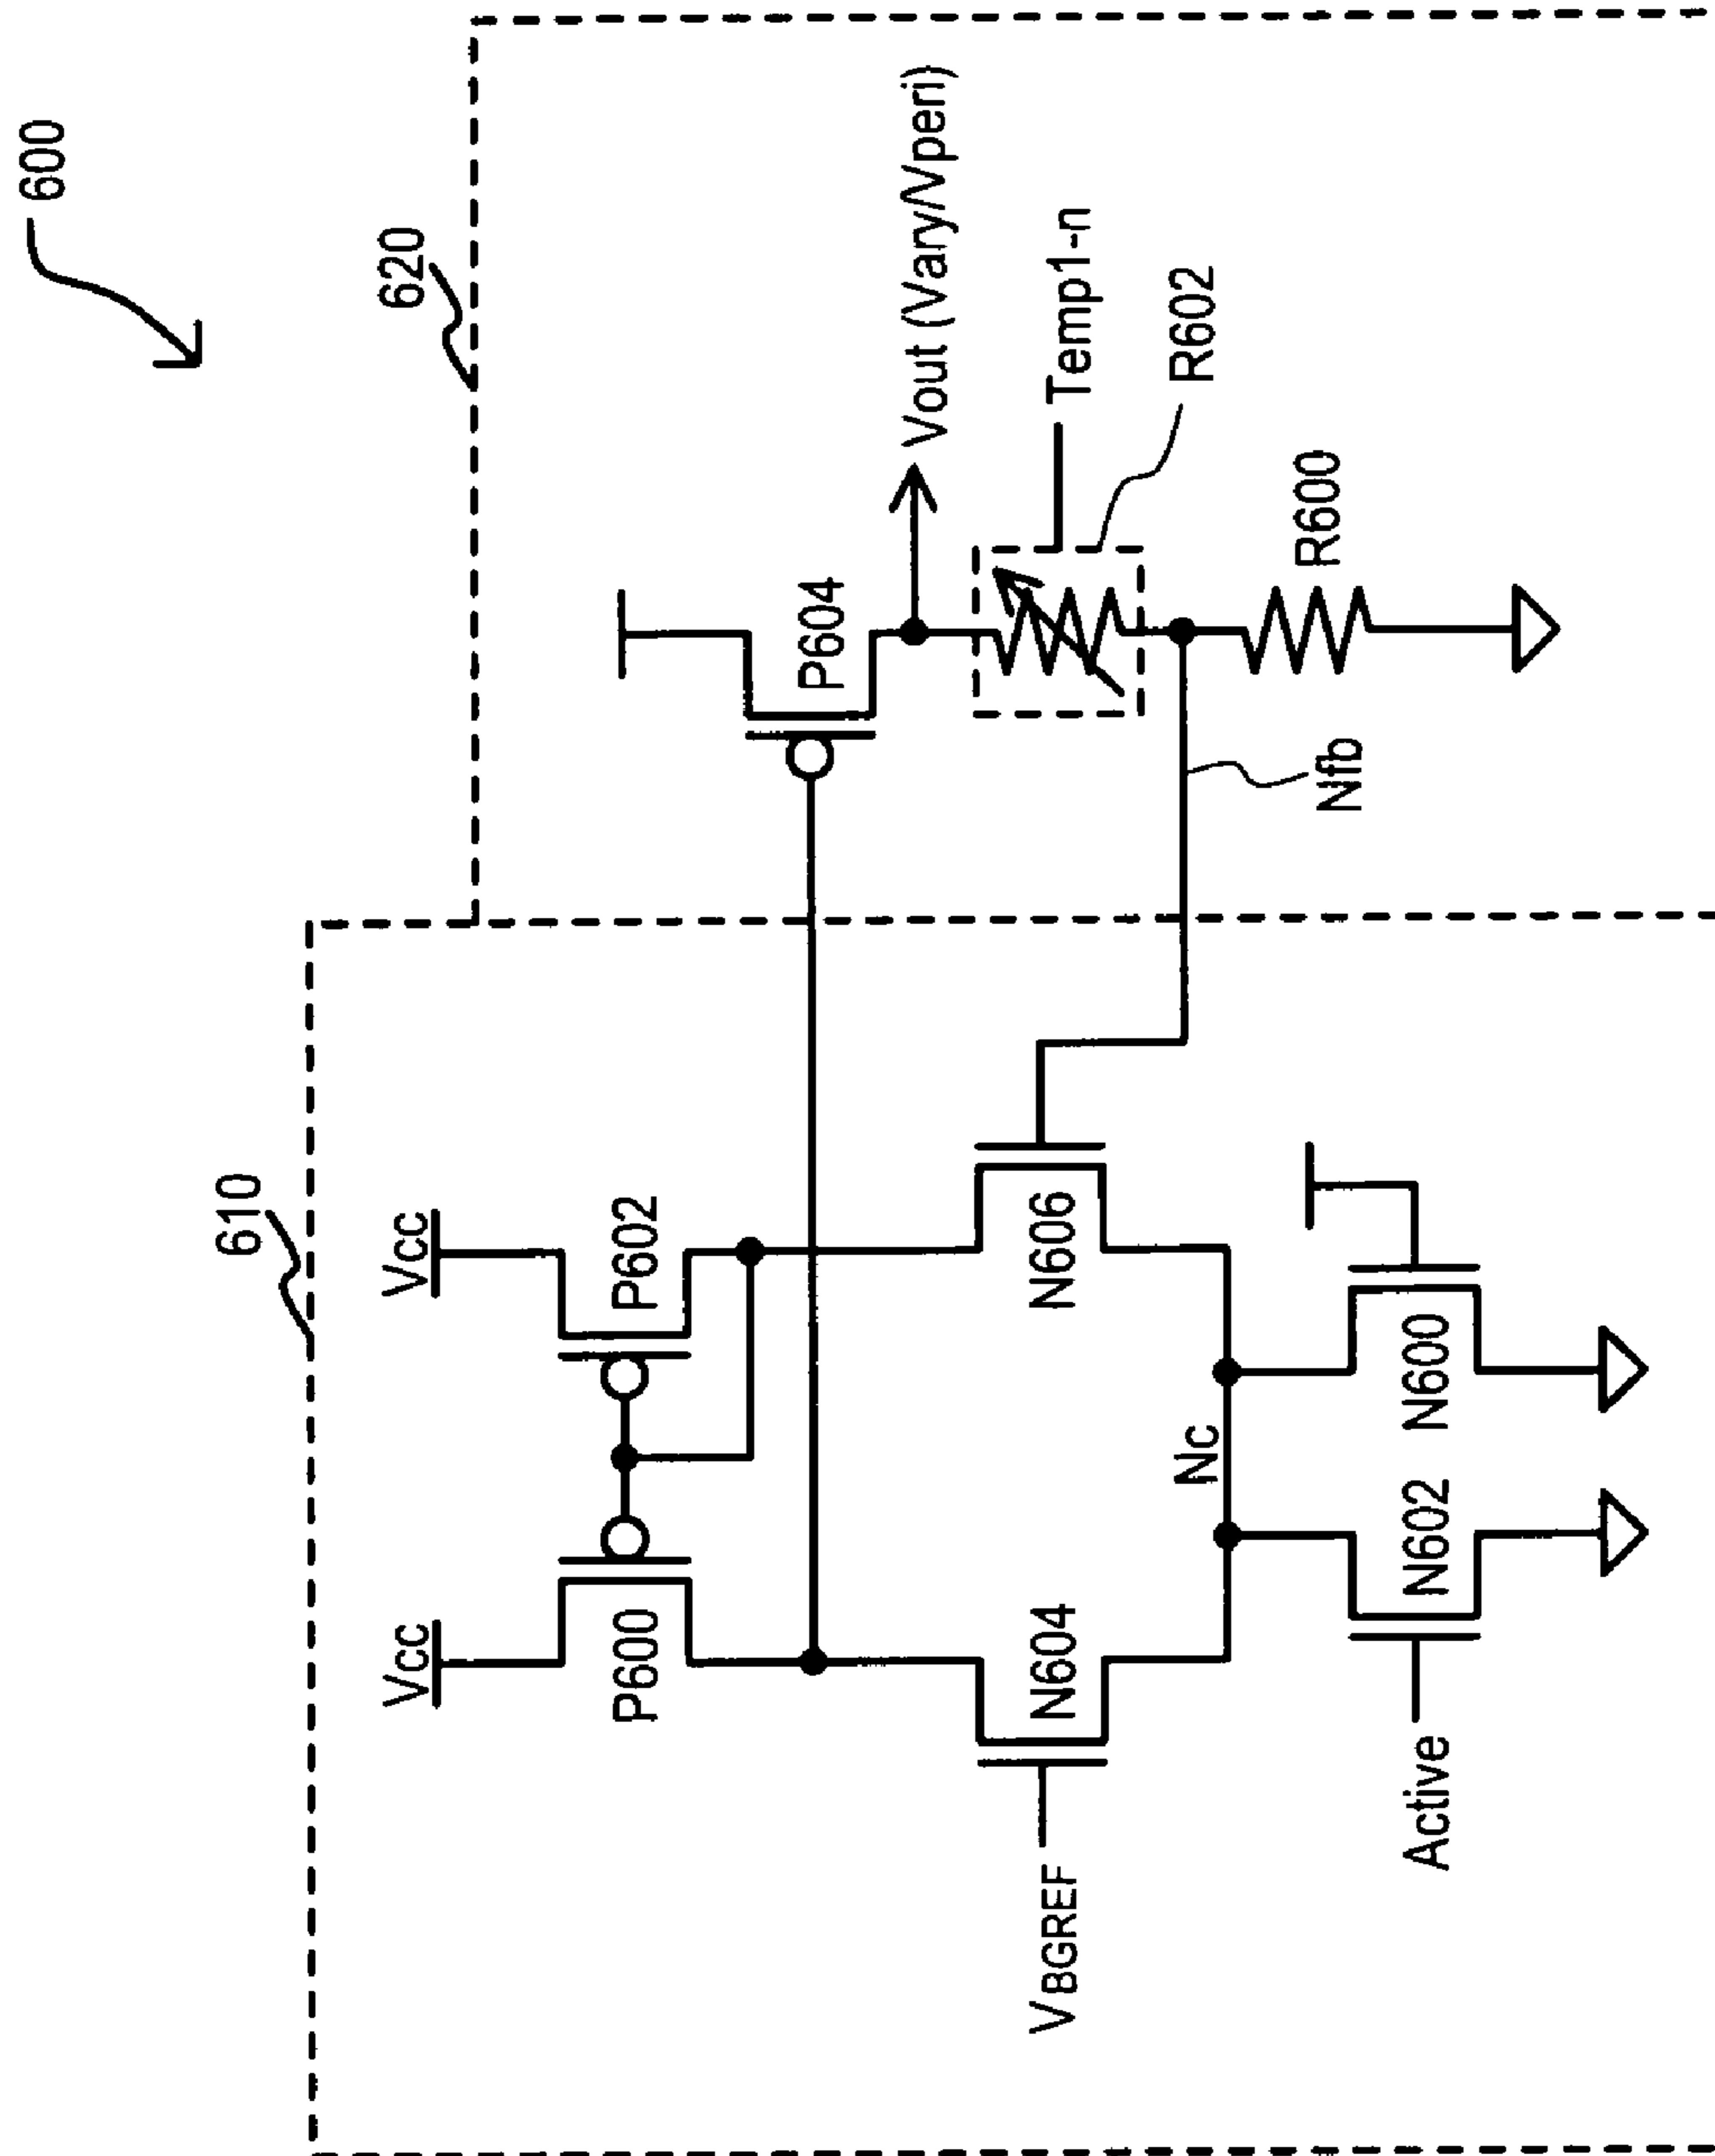 600
610
620
Vcc
Vcc
P600
P602
P604
Vout (Vary/Vperi)
Temp1-n
R602
VBGREF
N604
N606
Nfb
R600
Nc
Active
N602
N600